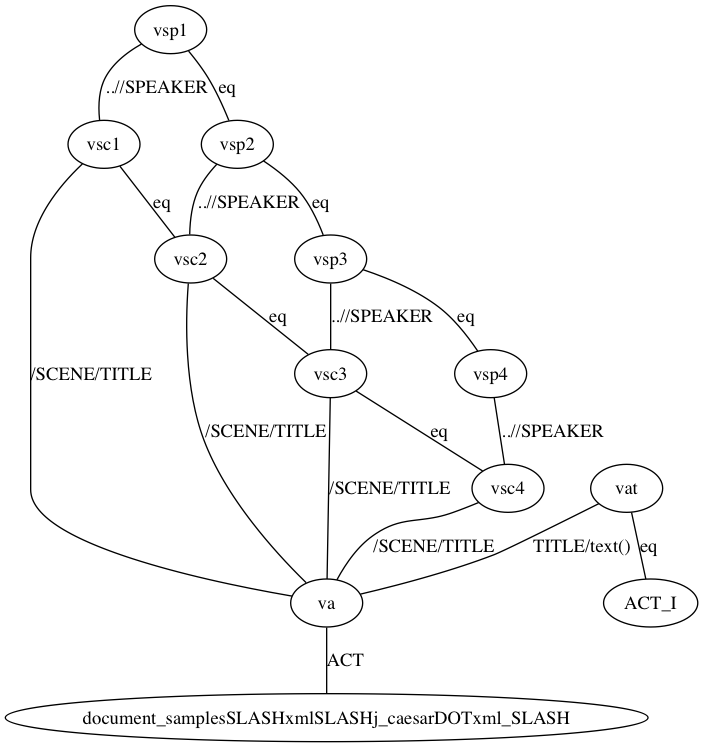 vsp1
..//SPEAKER eq
vsc1 vsp2
eq ..//SPEAKER eq
vsc2 vsp3
eq ..//SPEAKER eq
/SCENE/TITLE vsc3 vsp4
/SCENE/TITLE eq ..//SPEAKER
/SCENE/TITLE vsc4 vat
/SCENE/TITLE TITLE/text() eq
va ACT_I
ACT
document_samplesSLASHxmlSLASHj_caesarDOTxml_SLASH